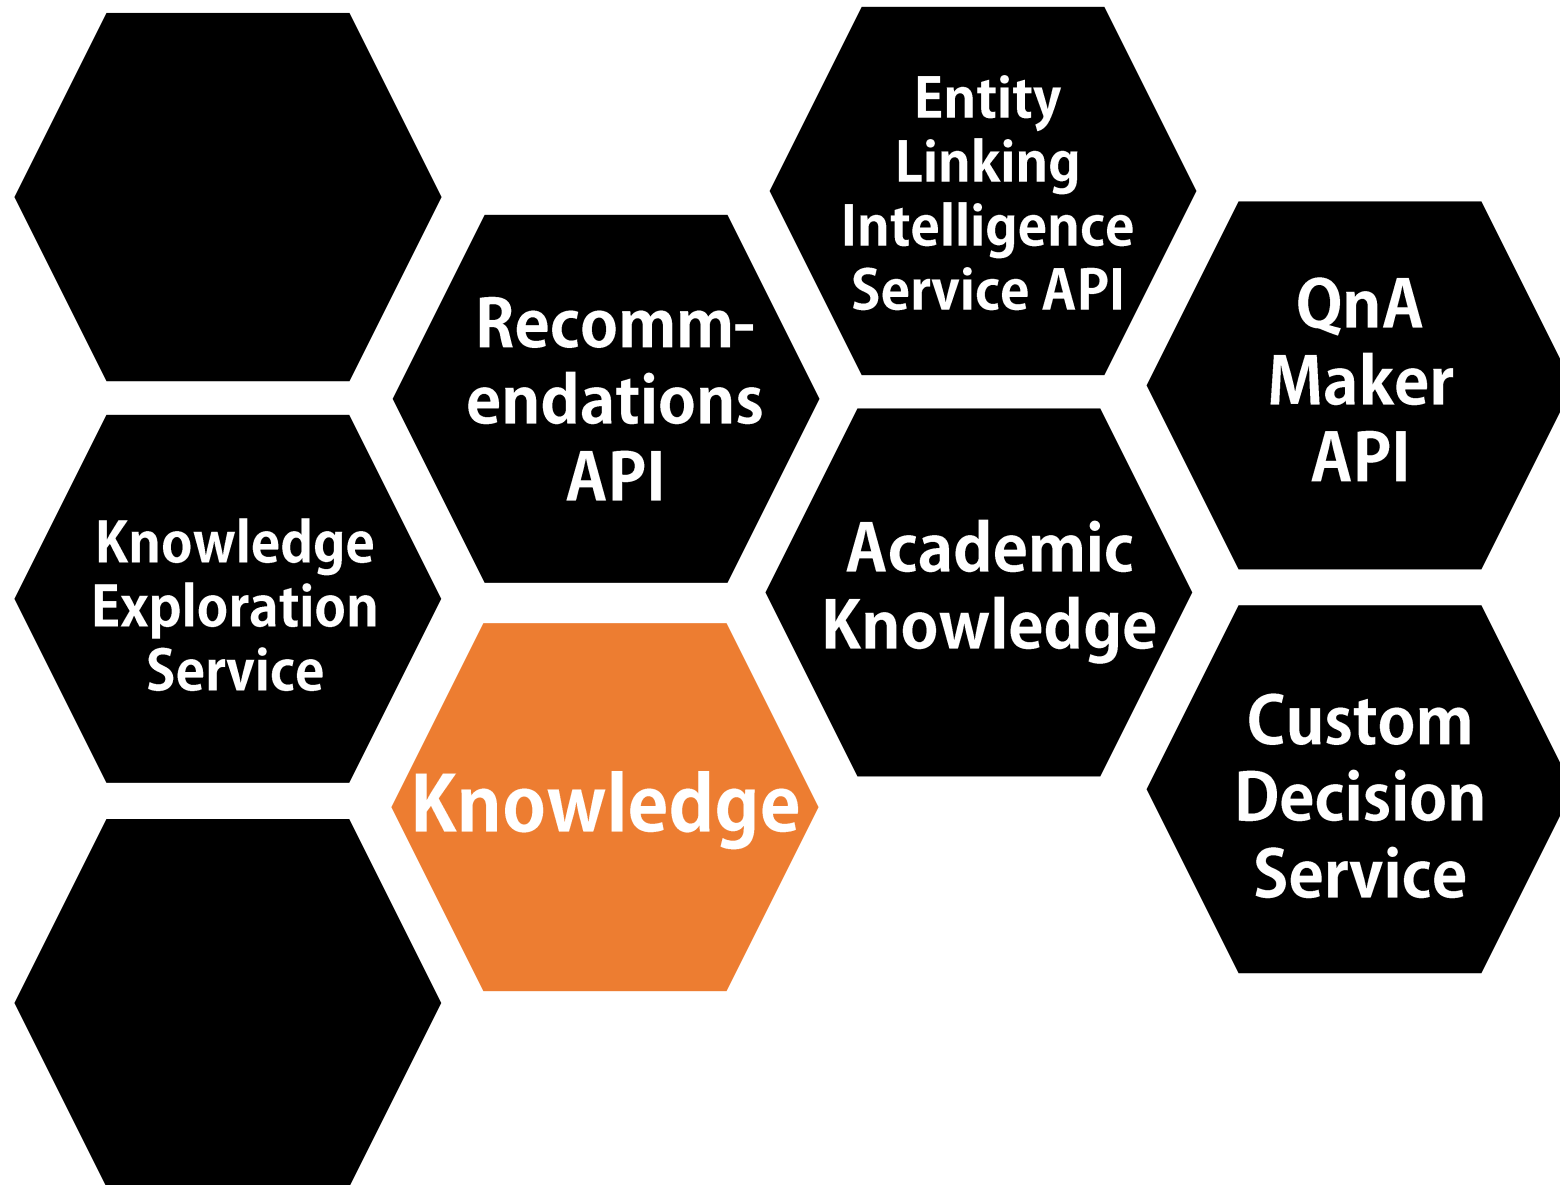 Entity
Linking
Intelligence
Service API
Recomm-
endations
API
QnA
Maker
API
Knowledge
Exploration
Service
Academic
Knowledge
Knowledge
Custom
Decision
Service